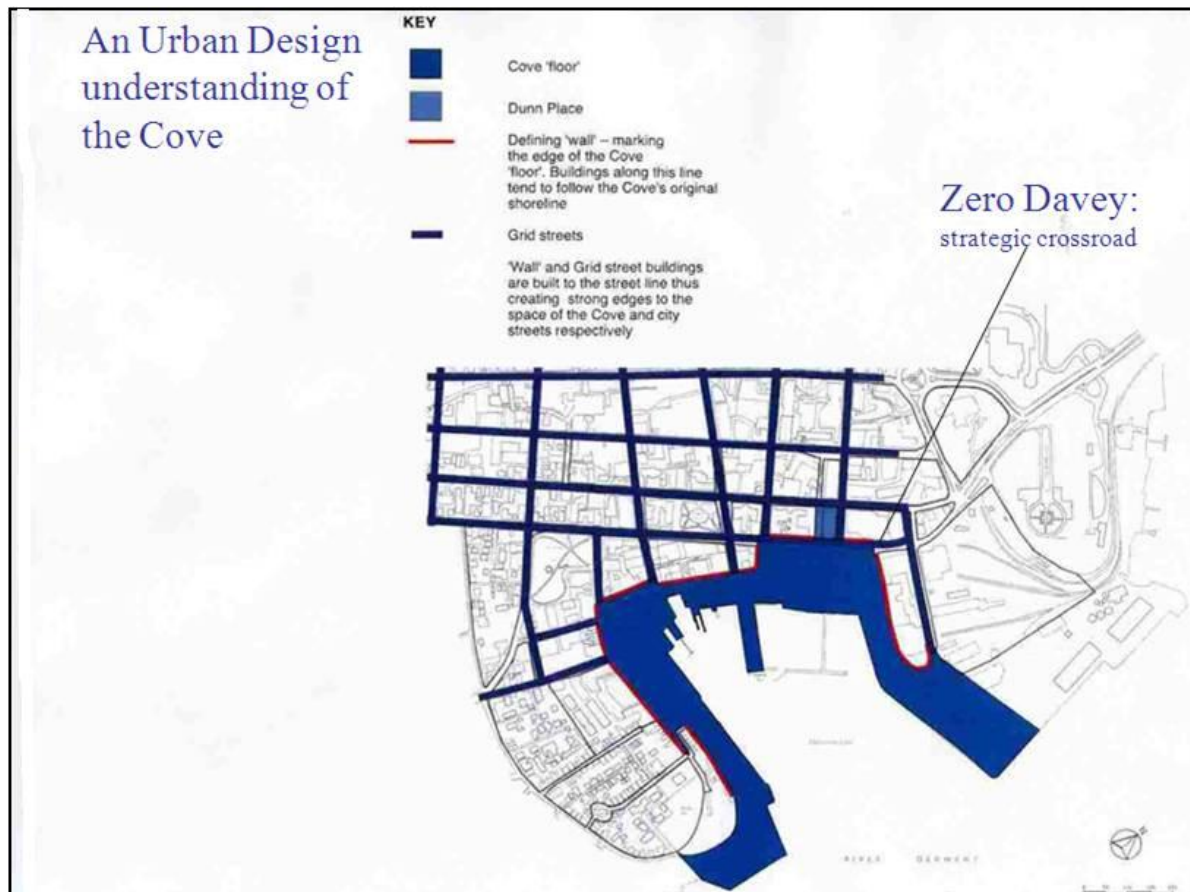 An Urban Design
understanding of
the Cove
KEY
Cove 'floor'
Dunn Place
Defining 'wall' – marking
the edge of the Cove
'floor'. Buildings along this line
tend to follow the Cove's original
shoreline
Grid streets
'Wall' and Grid street buildings
are built to the street line thus
creating strong edges to the
space of the Cove and city
streets respectively
Zero Davey:
strategic crossroad
RIVER DERWENT
N